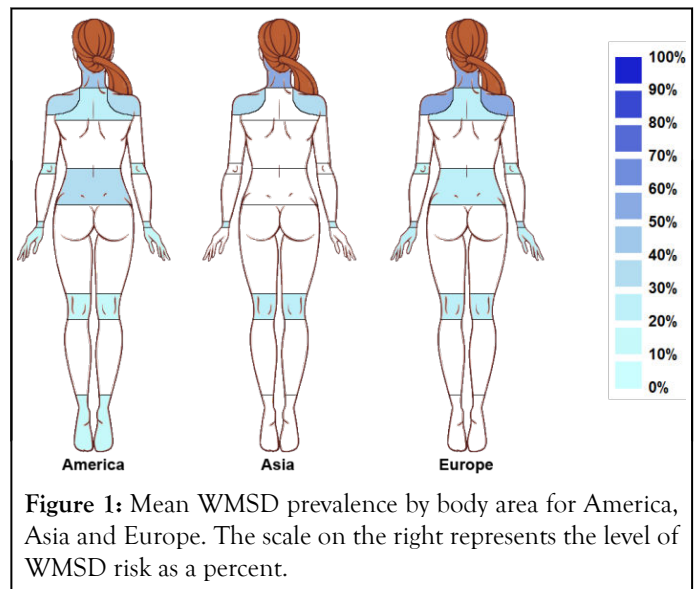 100%
90%
80%
70%
60%
50%
40%
30%
20%
10%
0%
America
Asia
Europe
Figure 1: Mean WMSD prevalence by body area for America,
Asia and Europe. The scale on the right represents the level of
WMSD risk as a percent.